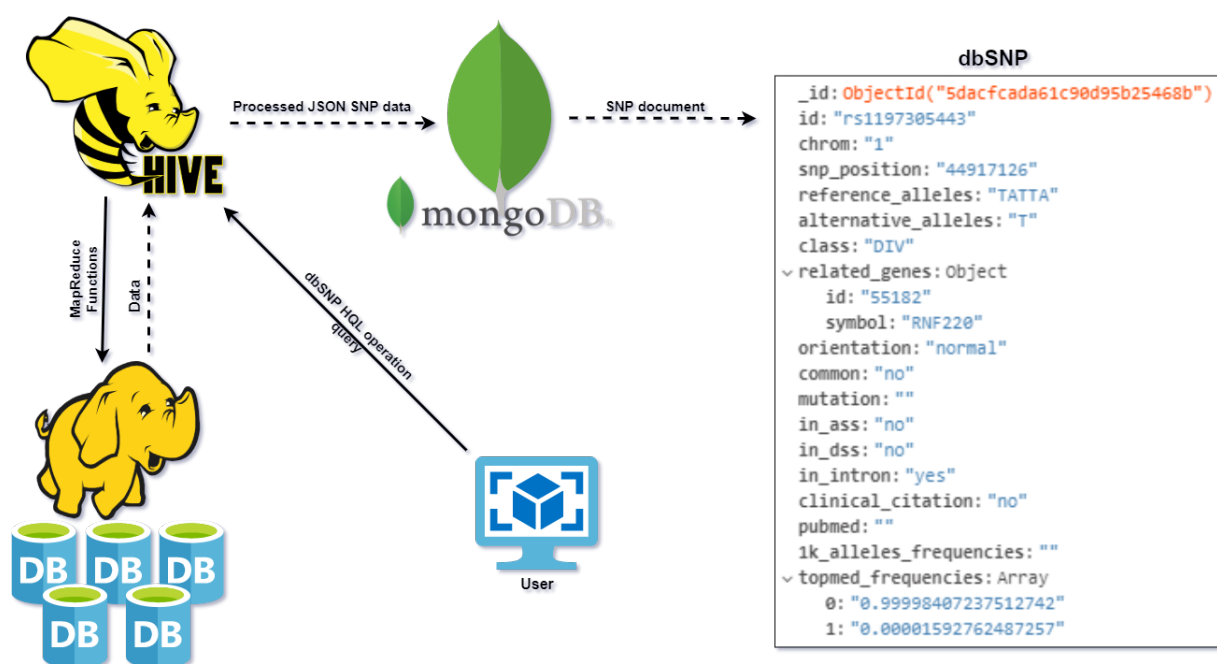 dbSNP
HIVE
Processed JSON SNP data
mongoDB.
SNP document
MapReduce
Functions
Data
dbSNP HQL operation
query
User
DB DB DB
DB DB
_id: ObjectId("5dacfcada61c90d95b25468b")
id: "rs1197305443"
chrom: "1"
snp_position: "44917126"
reference_alleles: "TATTA"
alternative_alleles: "T"
class: "DIV"
related_genes: Object
id: "55182"
symbol: "RNF220"
orientation: "normal"
common: "no"
mutation: ""
in_ass: "no"
in_dss: "no"
in_intron: "yes"
clinical_citation: "no"
pubmed: ""
1k_alleles_frequencies: ""
topmed_frequencies: Array
0: "0.99998407237512742"
1: "0.00001592762487257"